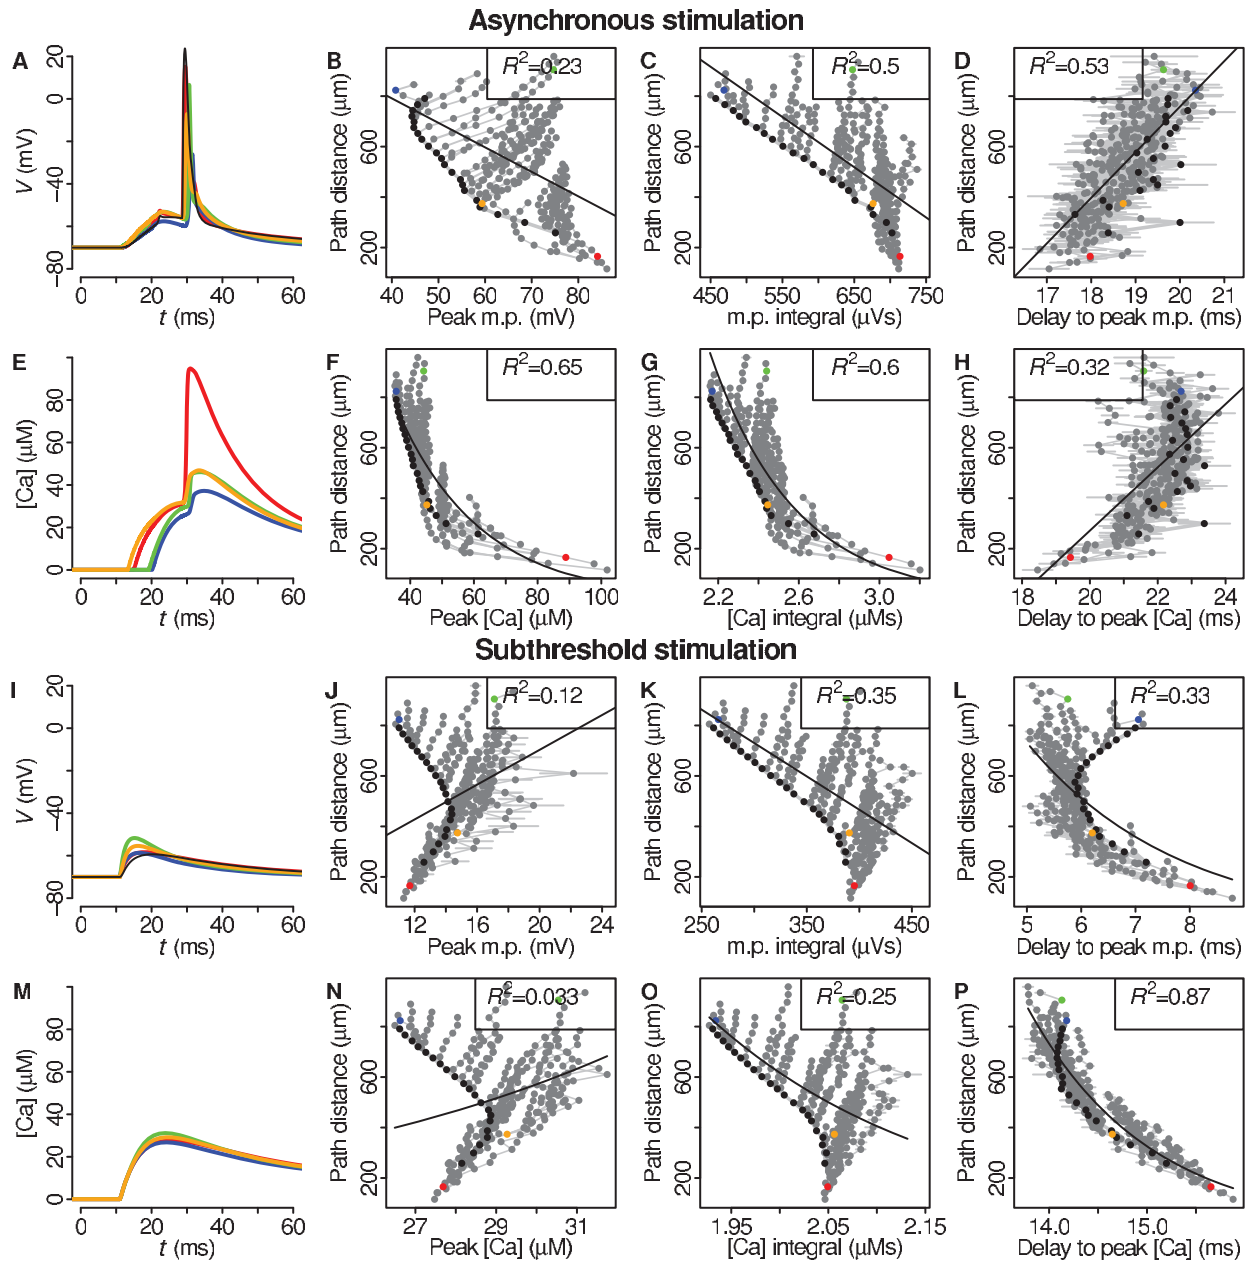 Asynchronous stimulation
A
20
0
−40
−80
V (mV)
0 20 40 60
t (ms)
B
R²=0.23
Path distance (μm)
600
200
40 50 60 70 80
Peak m.p. (mV)
C
R²=0.5
Path distance (μm)
600
200
450 550 650 750
m.p. integral (μVs)
D
R²=0.53
Path distance (μm)
600
200
17 18 19 20 21
Delay to peak m.p. (ms)
E
80
60
40
20
0
[Ca] (μM)
0 20 40 60
t (ms)
F
R²=0.65
Path distance (μm)
600
200
40 60 80 100
Peak [Ca] (μM)
G
R²=0.6
Path distance (μm)
600
200
2.2 2.6 3.0
[Ca] integral (μMs)
H
R²=0.32
Path distance (μm)
600
200
18 20 22 24
Delay to peak [Ca] (ms)
Subthreshold stimulation
I
20
0
−40
−80
V (mV)
0 20 40 60
t (ms)
J
R²=0.12
Path distance (μm)
600
200
12 16 20 24
Peak m.p. (mV)
K
R²=0.35
Path distance (μm)
600
200
250 350 450
m.p. integral (μVs)
L
R²=0.33
Path distance (μm)
600
200
5 6 7 8
Delay to peak m.p. (ms)
M
80
60
40
20
0
[Ca] (μM)
0 20 40 60
t (ms)
N
R²=0.033
Path distance (μm)
600
200
27 29 31
Peak [Ca] (μM)
O
R²=0.25
Path distance (μm)
600
200
1.95 2.05 2.15
[Ca] integral (μMs)
P
R²=0.87
Path distance (μm)
600
200
14.0 15.0
Delay to peak [Ca] (ms)